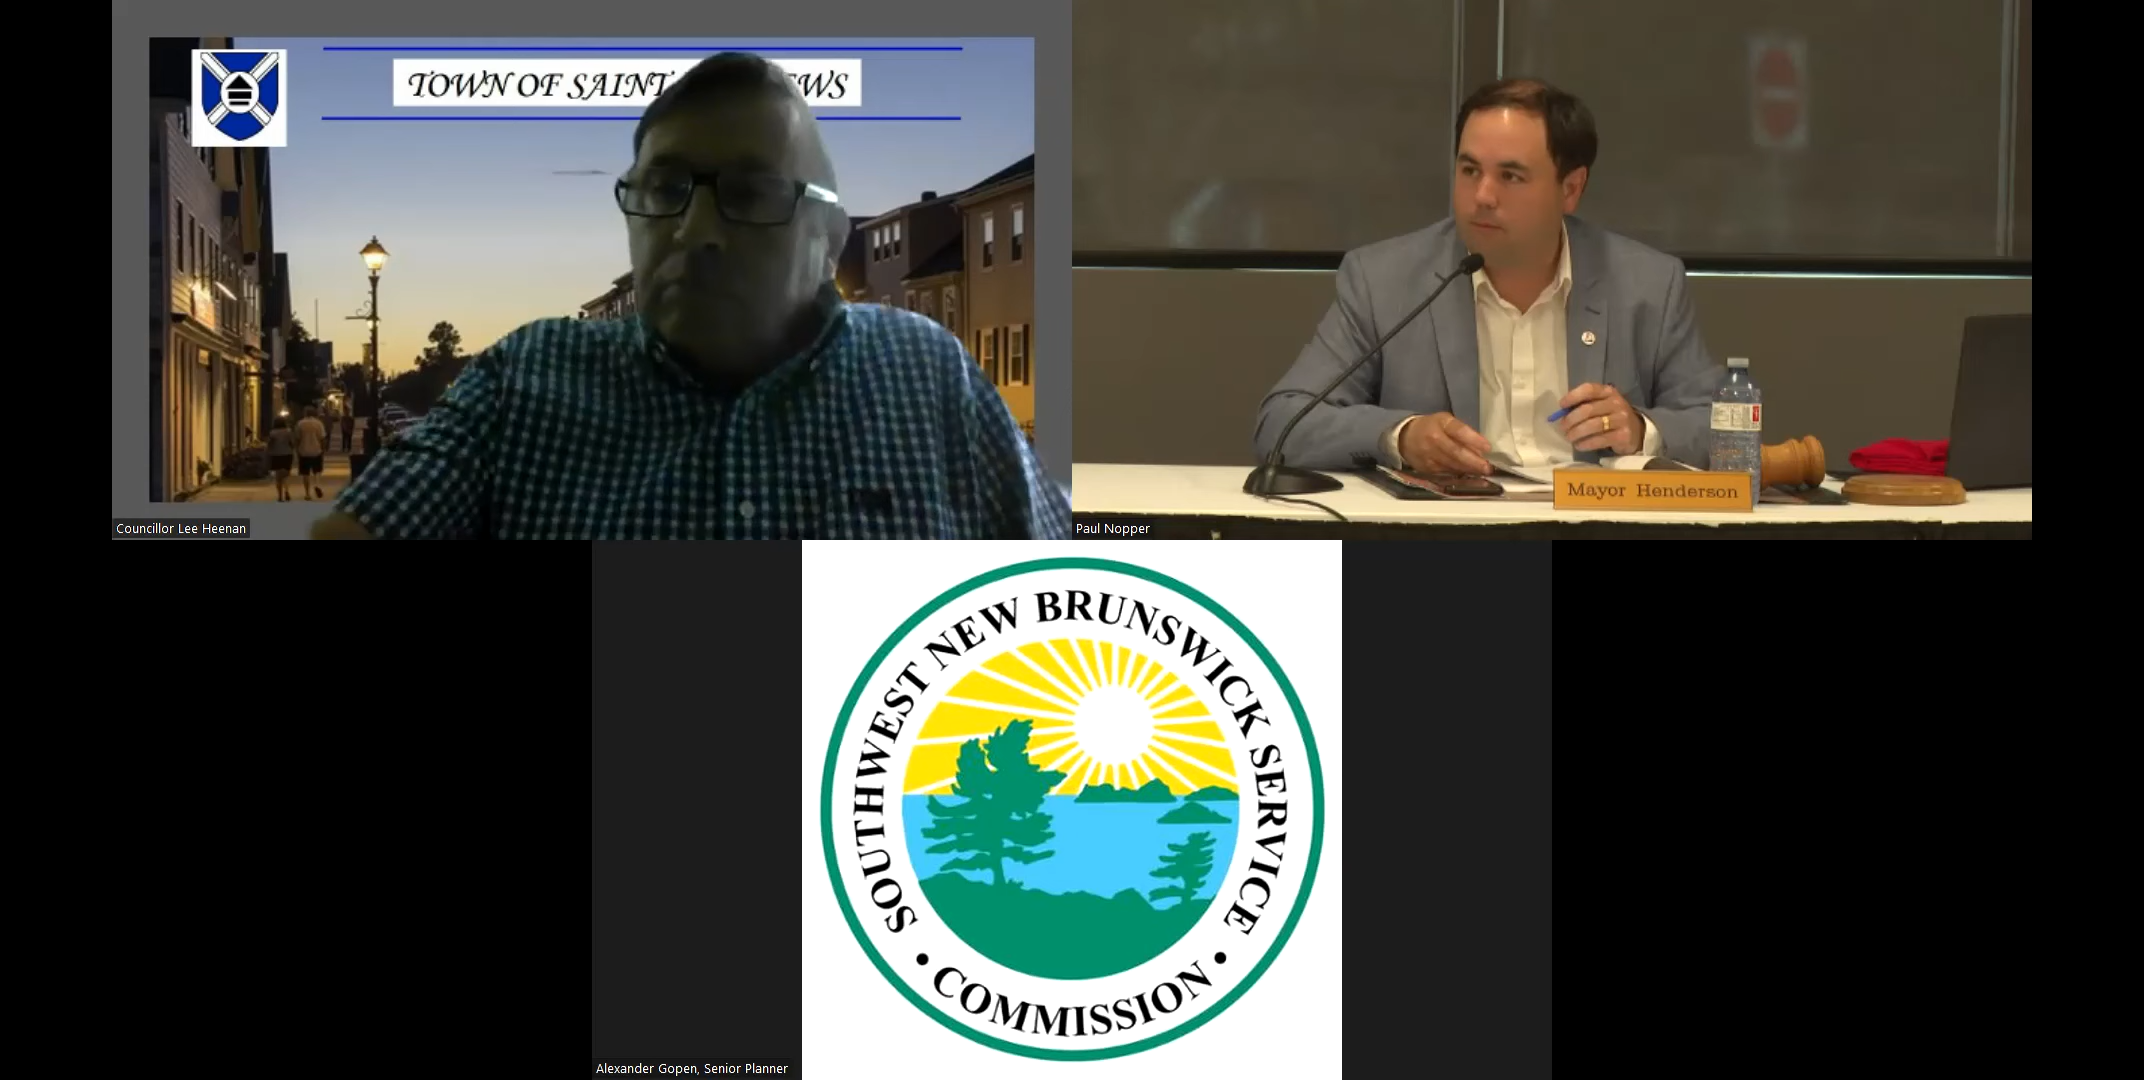 TOWN OF SAINT EWS
Councillor Lee Heenan
Mayor Henderson
Paul Nopper
SOUTHWEST NEW BRUNSWICK SERVICE
• COMMISSION •
Alexander Gopen, Senior Planner